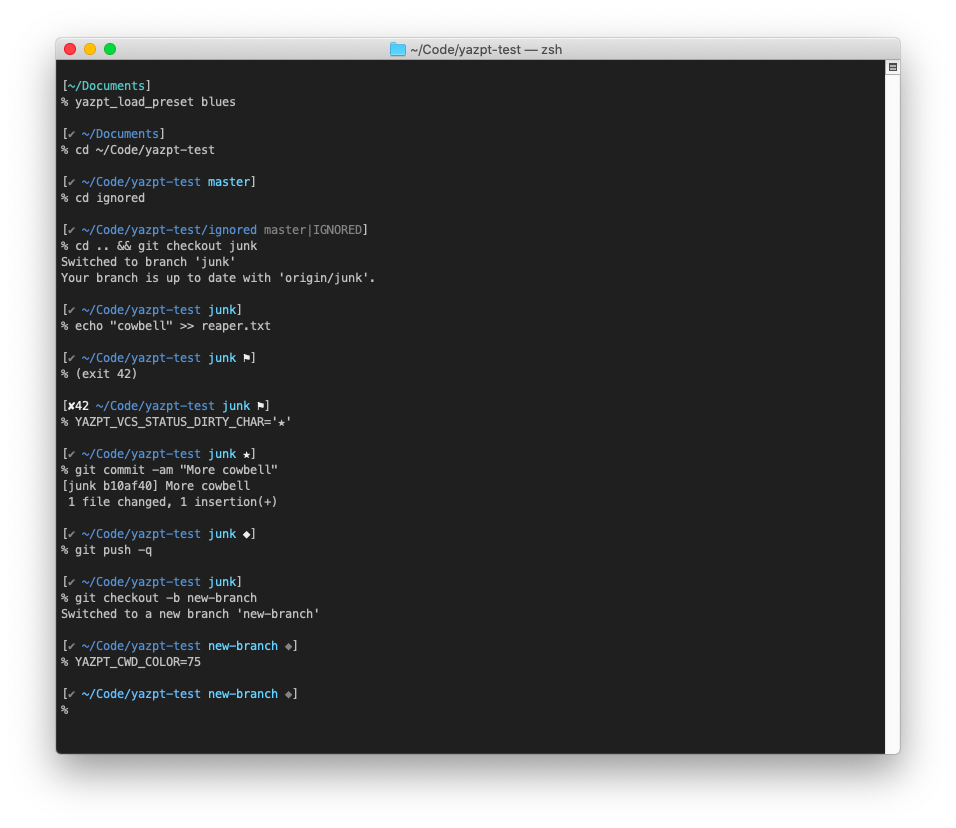 ~/Code/yazpt-test — zsh
[~/Documents]
% yazpt_load_preset blues
[✔ ~/Documents]
% cd ~/Code/yazpt-test
[✔ ~/Code/yazpt-test master]
% cd ignored
[✔ ~/Code/yazpt-test/ignored master|IGNORED]
% cd .. && git checkout junk
Switched to branch 'junk'
Your branch is up to date with 'origin/junk'.
[✔ ~/Code/yazpt-test junk]
% echo "cowbell" >> reaper.txt
[✔ ~/Code/yazpt-test junk ⚑]
% (exit 42)
[✘42 ~/Code/yazpt-test junk ⚑]
% YAZPT_VCS_STATUS_DIRTY_CHAR='★'
[✔ ~/Code/yazpt-test junk ★]
% git commit -am "More cowbell"
[junk b10af40] More cowbell
 1 file changed, 1 insertion(+)
[✔ ~/Code/yazpt-test junk ◆]
% git push -q
[✔ ~/Code/yazpt-test junk]
% git checkout -b new-branch
Switched to a new branch 'new-branch'
[✔ ~/Code/yazpt-test new-branch ◆]
% YAZPT_CWD_COLOR=75
[✔ ~/Code/yazpt-test new-branch ◆]
%